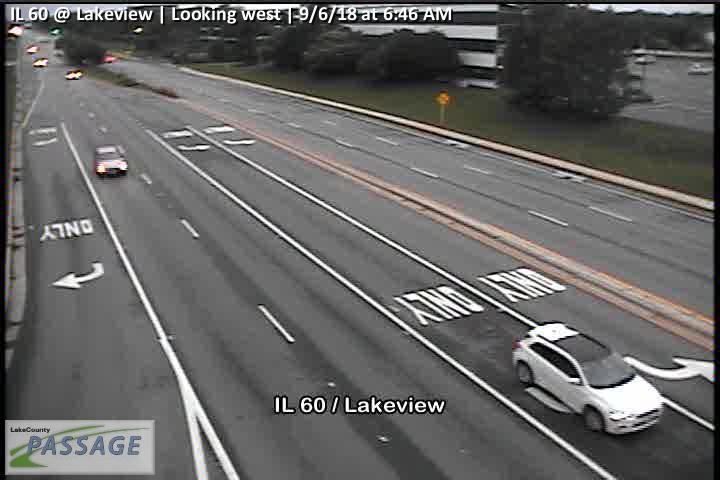 IL 60 @ Lakeview | Looking west | 9/6/18 at 6:46 AM
ONLY
ONLY
ONLY
IL 60 / Lakeview
LakeCounty
PASSAGE